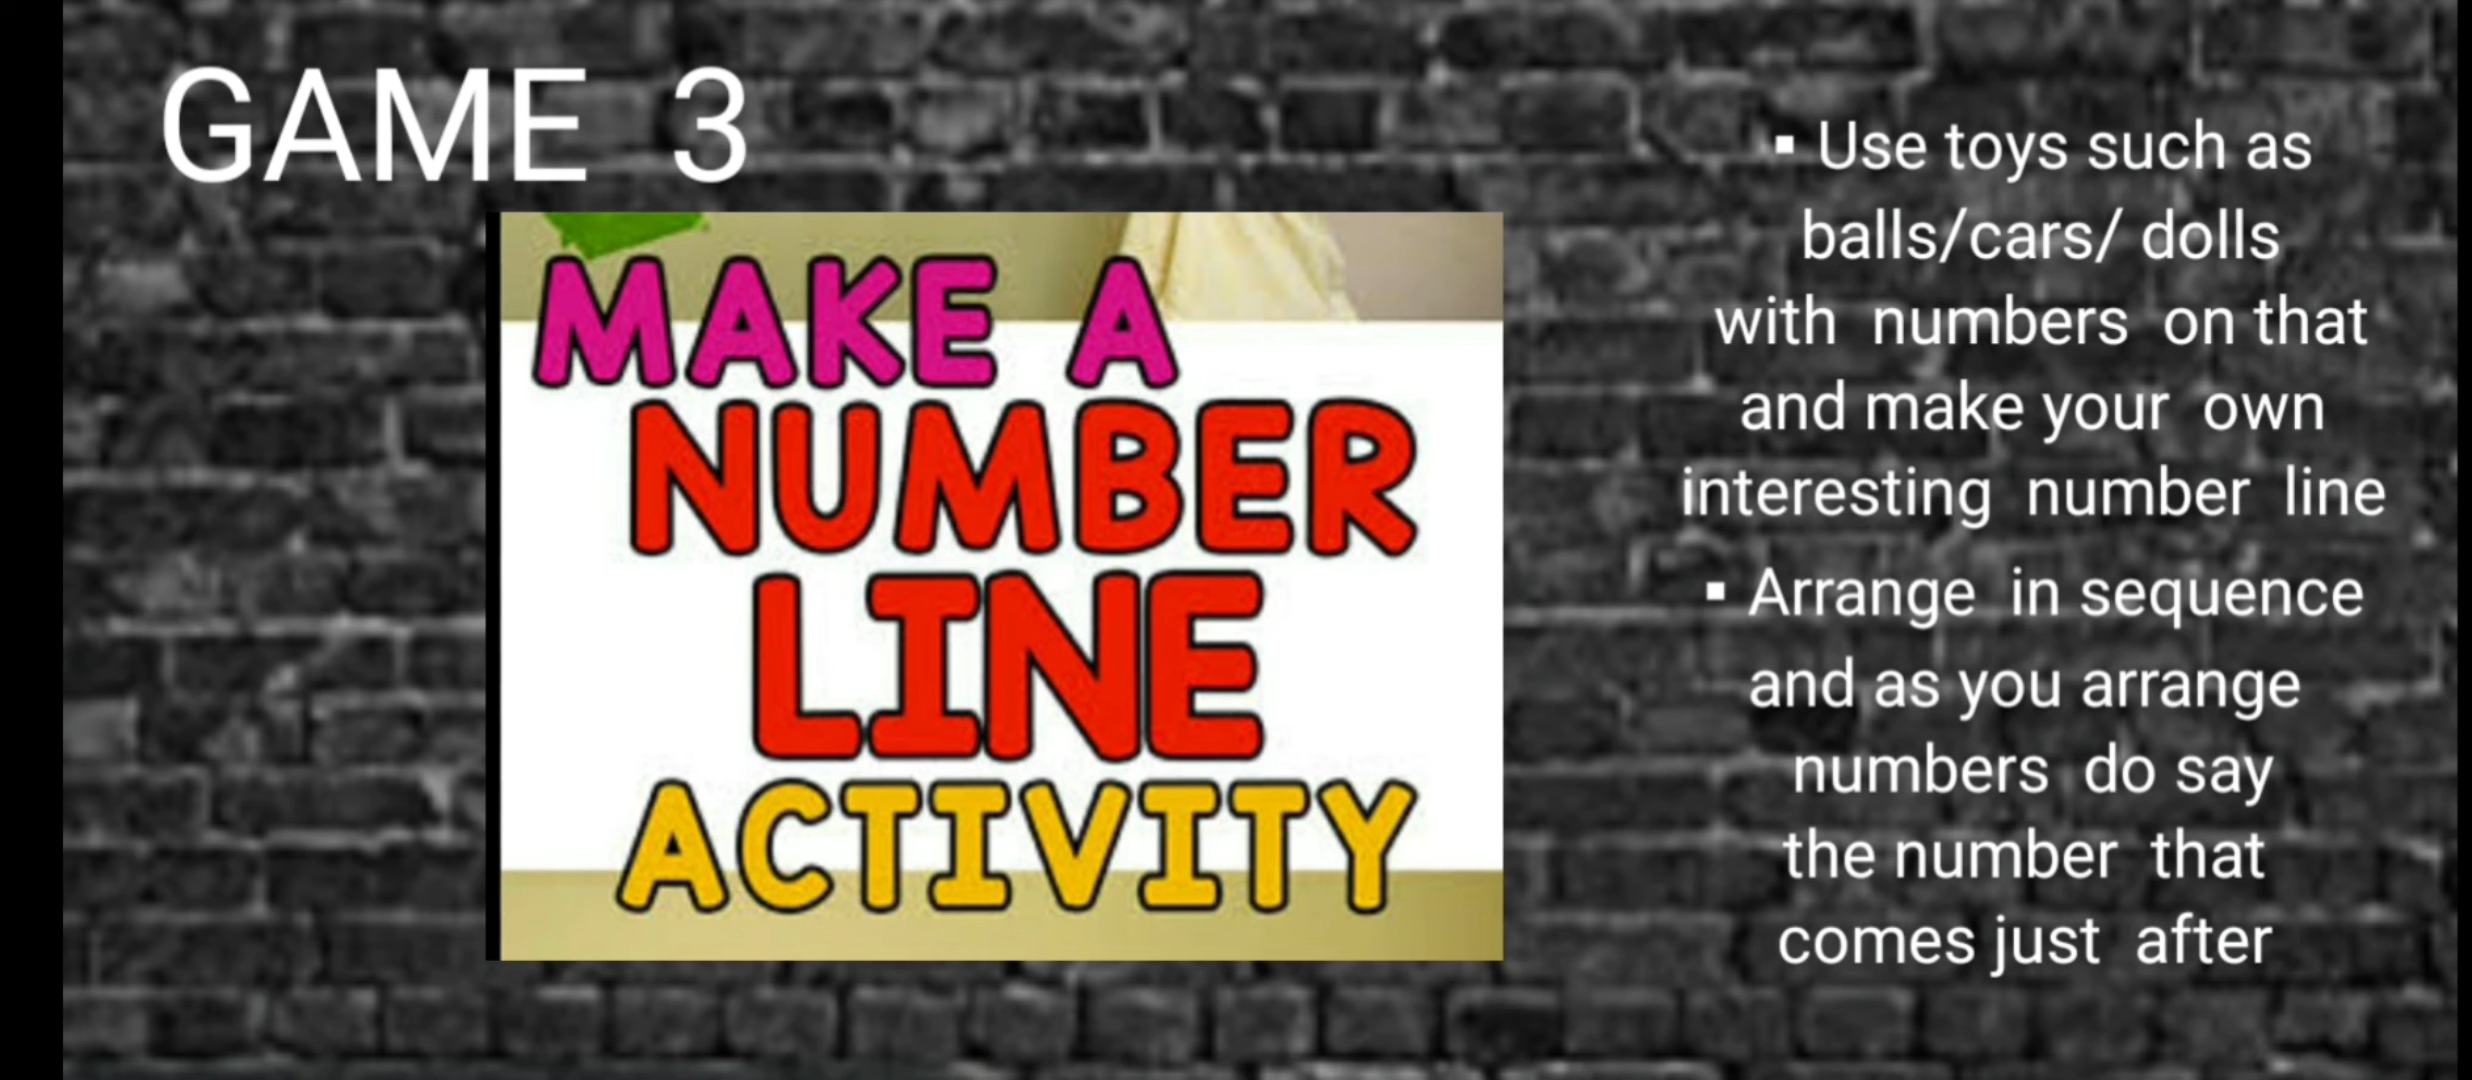 GAME 3
MAKE A
NUMBER
LINE
ACTIVITY
▪ Use toys such as
balls/cars/ dolls
with numbers on that
and make your own
interesting number line
▪ Arrange in sequence
and as you arrange
numbers do say
the number that
comes just after